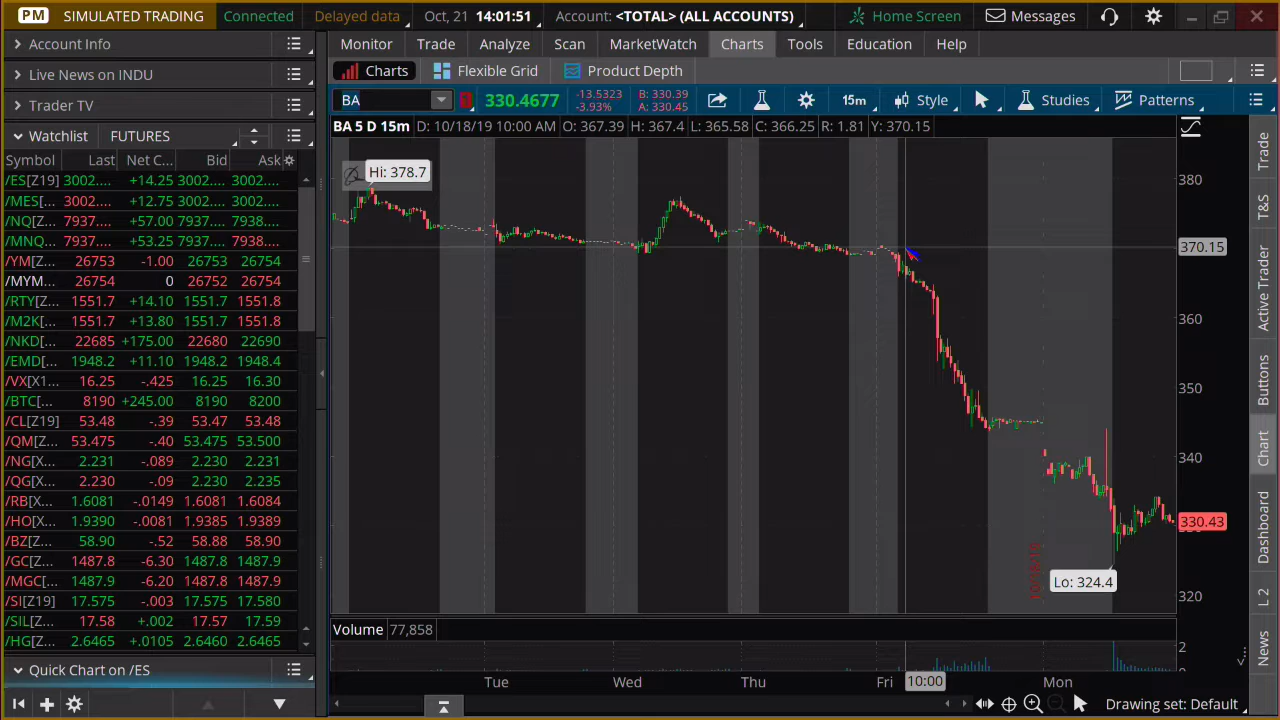 PM SIMULATED TRADING Connected Delayed data Oct, 21 14:01:51 Account: <TOTAL> (ALL ACCOUNTS) Home Screen Messages
Account Info
Live News on INDU
Trader TV
Watchlist FUTURES
Symbol Last Net C... Bid Ask
/ES[Z19] 3002.... +14.25 3002.... 3002....
/MES[... 3002.... +12.75 3002.... 3002....
/NQ[Z... 7937.... +57.00 7937.... 7938....
/MNQ... 7937.... +53.25 7937.... 7938....
/YM[Z... 26753 -1.00 26753 26754
/MYM... 26754 0 26752 26754
/RTY[Z... 1551.7 +14.10 1551.7 1551.8
/M2K[... 1551.7 +13.80 1551.7 1551.8
/NKD[... 22685 +175.00 22680 22690
/EMD[... 1948.2 +11.10 1948.2 1948.4
/VX[X1... 16.25 -.425 16.25 16.30
/BTC[... 8190 +245.00 8190 8200
/CL[Z19] 53.48 -.39 53.47 53.48
/QM[Z... 53.475 -.40 53.475 53.500
/NG[X... 2.231 -.089 2.230 2.231
/QG[X... 2.230 -.09 2.230 2.235
/RB[X... 1.6081 -.0149 1.6081 1.6084
/HO[X... 1.9390 -.0081 1.9385 1.9389
/BZ[Z... 58.90 -.52 58.88 58.90
/GC[Z... 1487.8 -6.30 1487.8 1487.9
/MGC[... 1487.9 -6.20 1487.8 1487.9
/SI[Z19] 17.575 -.003 17.575 17.580
/SIL[Z... 17.58 +.002 17.57 17.59
/HG[Z... 2.6465 +.0105 2.6460 2.6465
Quick Chart on /ES
Monitor Trade Analyze Scan MarketWatch Charts Tools Education Help
Charts Flexible Grid Product Depth
BA 1 330.4677 -13.5323 -3.93% B: 330.39 A: 330.45 15m Style Studies Patterns
BA 5 D 15m D: 10/18/19 10:00 AM O: 367.39 H: 367.4 L: 365.58 C: 366.25 R: 1.81 Y: 370.15
Hi: 378.7
380
370.15
360
350
340
330.43
Lo: 324.4
320
Volume 77,858
2
Tue Wed Thu Fri 10:00 Mon
Drawing set: Default
Trade
T&S
Active Trader
Buttons
Chart
Dashboard
L 2
News